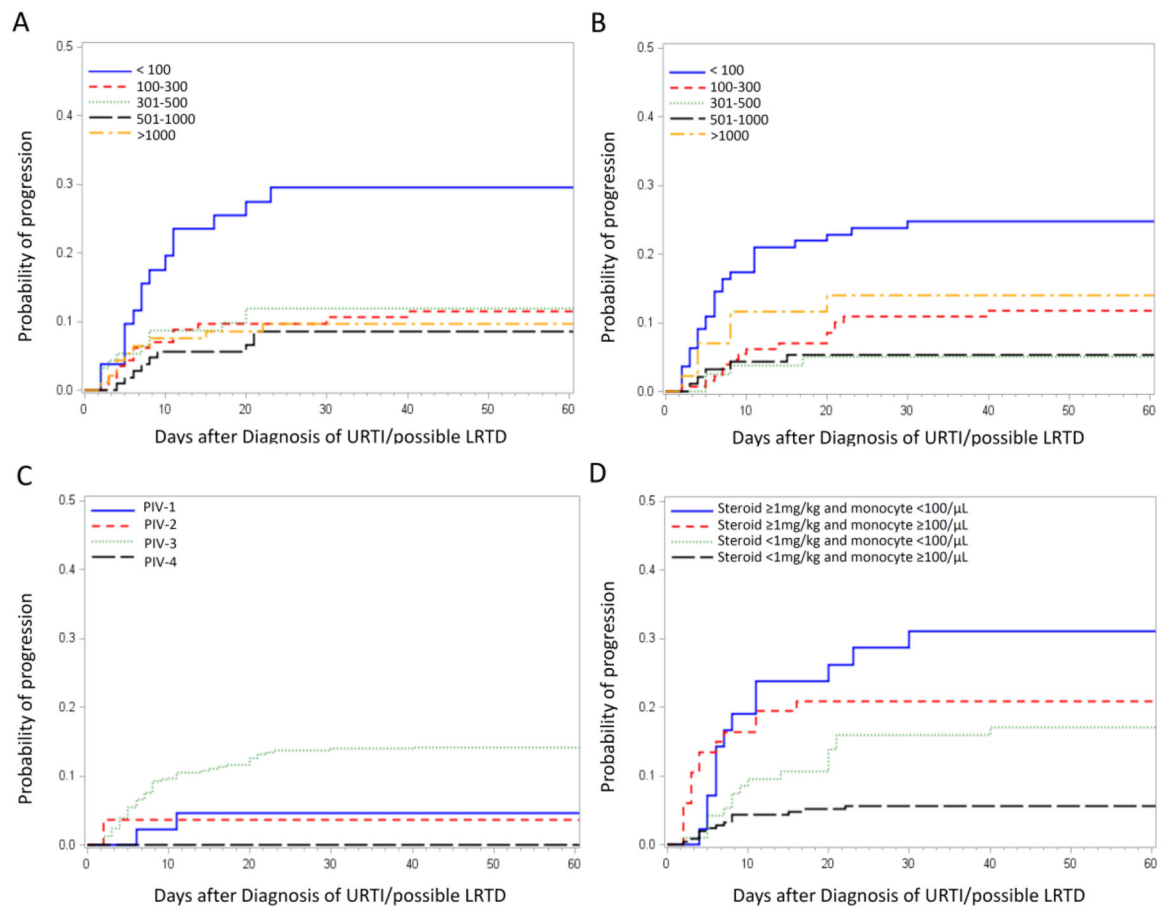 A
0.5
0.4
0.3
0.2
0.1
0.0
Probability of progression
< 100
100-300
301-500
501-1000
>1000
0 10 20 30 40 50 60
Days after Diagnosis of URTI/possible LRTD
B
0.5
0.4
0.3
0.2
0.1
0.0
Probability of progression
< 100
100-300
301-500
501-1000
>1000
0 10 20 30 40 50 60
Days after Diagnosis of URTI/possible LRTD
C
0.5
0.4
0.3
0.2
0.1
0.0
Probability of progression
PIV-1
PIV-2
PIV-3
PIV-4
0 10 20 30 40 50 60
Days after Diagnosis of URTI/possible LRTD
D
0.5
0.4
0.3
0.2
0.1
0.0
Probability of progression
Steroid ≥1mg/kg and monocyte <100/μL
Steroid ≥1mg/kg and monocyte ≥100/μL
Steroid <1mg/kg and monocyte <100/μL
Steroid <1mg/kg and monocyte ≥100/μL
0 10 20 30 40 50 60
Days after Diagnosis of URTI/possible LRTD